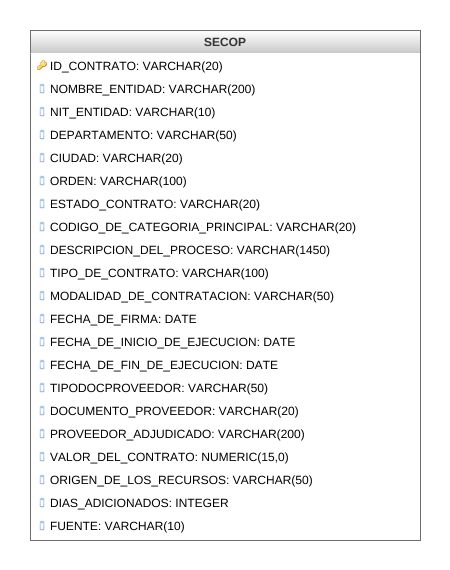 SECOP
ID_CONTRATO: VARCHAR(20)
NOMBRE_ENTIDAD: VARCHAR(200)
NIT_ENTIDAD: VARCHAR(10)
DEPARTAMENTO: VARCHAR(50)
CIUDAD: VARCHAR(20)
ORDEN: VARCHAR(100)
ESTADO_CONTRATO: VARCHAR(20)
CODIGO_DE_CATEGORIA_PRINCIPAL: VARCHAR(20)
DESCRIPCION_DEL_PROCESO: VARCHAR(1450)
TIPO_DE_CONTRATO: VARCHAR(100)
MODALIDAD_DE_CONTRATACION: VARCHAR(50)
FECHA_DE_FIRMA: DATE
FECHA_DE_INICIO_DE_EJECUCION: DATE
FECHA_DE_FIN_DE_EJECUCION: DATE
TIPODOCPROVEEDOR: VARCHAR(50)
DOCUMENTO_PROVEEDOR: VARCHAR(20)
PROVEEDOR_ADJUDICADO: VARCHAR(200)
VALOR_DEL_CONTRATO: NUMERIC(15,0)
ORIGEN_DE_LOS_RECURSOS: VARCHAR(50)
DIAS_ADICIONADOS: INTEGER
FUENTE: VARCHAR(10)